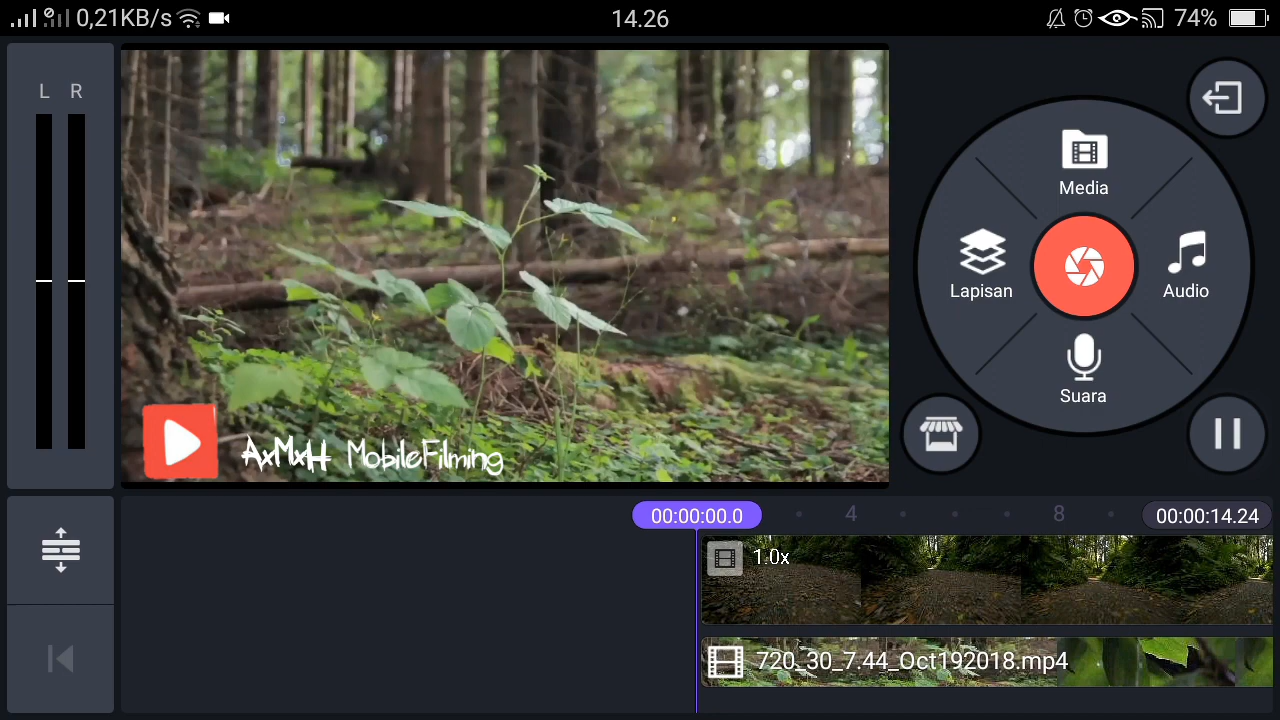 0,21KB/s
14.26
74%
L R
Media
Lapisan
Audio
Suara
AxMxH MobileFilming
00:00:00.0
4
8
00:00:14.24
1.0x
720_30_7.44_Oct192018.mp4